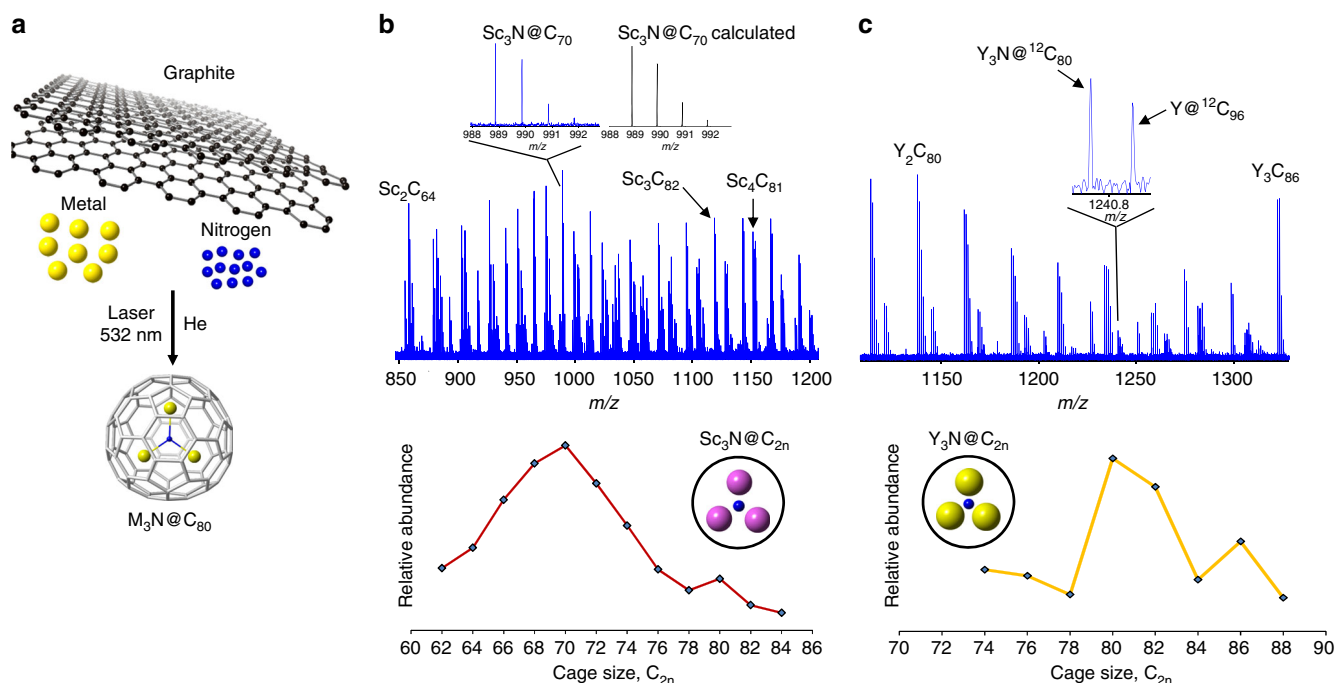 a
Graphite
Metal
Nitrogen
Laser
532 nm
He
M₃N@C₈₀
b
Sc₃N@C₇₀
Sc₃N@C₇₀ calculated
988 989 990 991 992
m/z
988 989 990 991 992
m/z
Sc₂C₆₄
Sc₃C₈₂
Sc₄C₈₁
850 900 950 1000 1050 1100 1150 1200
m/z
Relative abundance
Sc₃N@C₂ₙ
60 62 64 66 68 70 72 74 76 78 80 82 84 86
Cage size, C₂ₙ
c
Y₃N@¹²C₈₀
Y@¹²C₉₆
Y₂C₈₀
Y₃C₈₆
1240.8
m/z
1150 1200 1250 1300
m/z
Relative abundance
Y₃N@C₂ₙ
70 72 74 76 78 80 82 84 86 88 90
Cage size, C₂ₙ